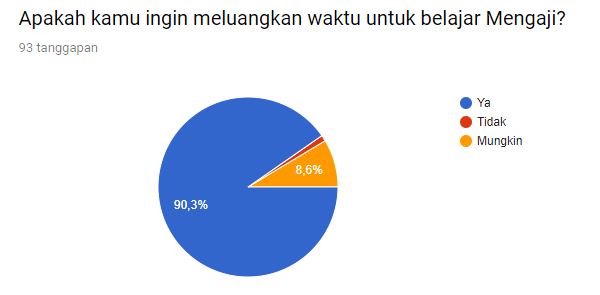 Apakah kamu ingin meluangkan waktu untuk belajar Mengaji?
93 tanggapan
Ya
Tidak
Mungkin
8,6%
90,3%